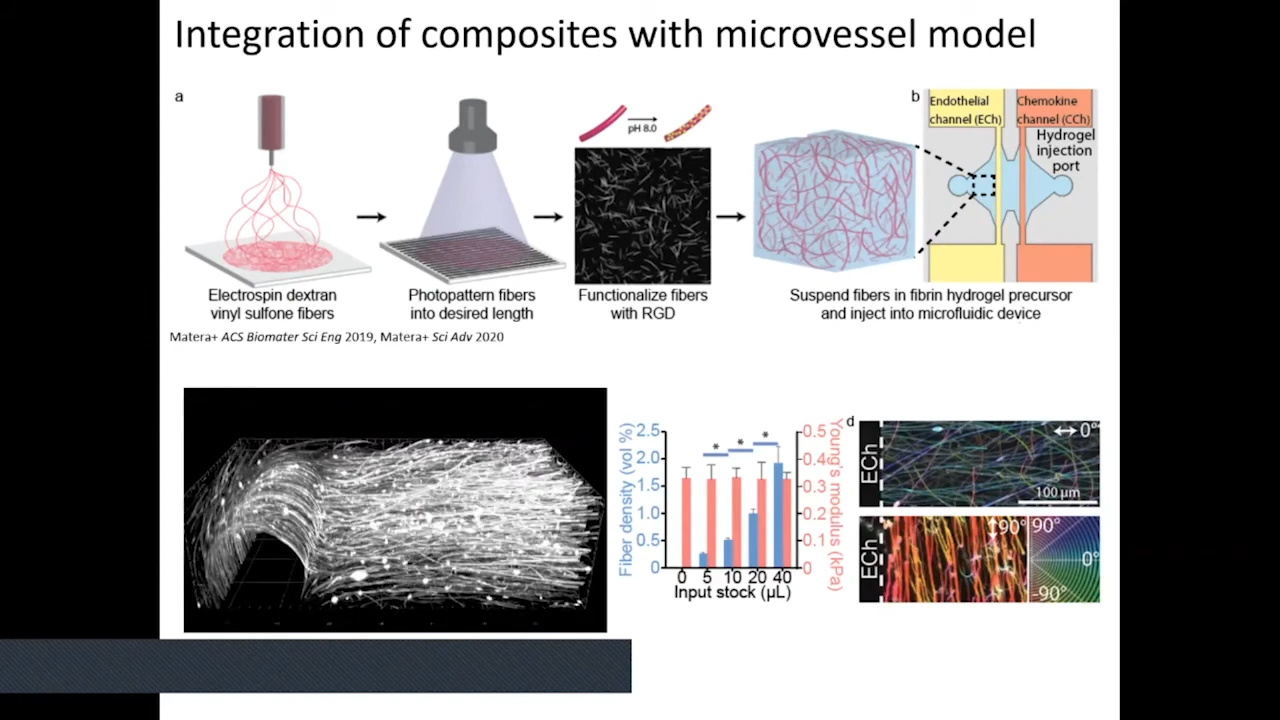 Integration of composites with microvessel model
a
pH 8.0
b
Endothelial
channel (ECh)
Chemokine
channel (CCh)
Hydrogel
injection
port
Electrospin dextran
vinyl sulfone fibers
Photopattern fibers
into desired length
Functionalize fibers
with RGD
Suspend fibers in fibrin hydrogel precursor
and inject into microfluidic device
Matera+ ACS Biomater Sci Eng 2019, Matera+ Sci Adv 2020
Fiber density (vol %)
2.5
2.0
1.5
1.0
0.5
0
* * *
0.5
0.4
0.3
0.2
0.1
0
Young's modulus (kPa)
0 5 10 20 40
Input stock (μL)
d
ECh
0°
100 μm
ECh
90°
90°
0°
-90°